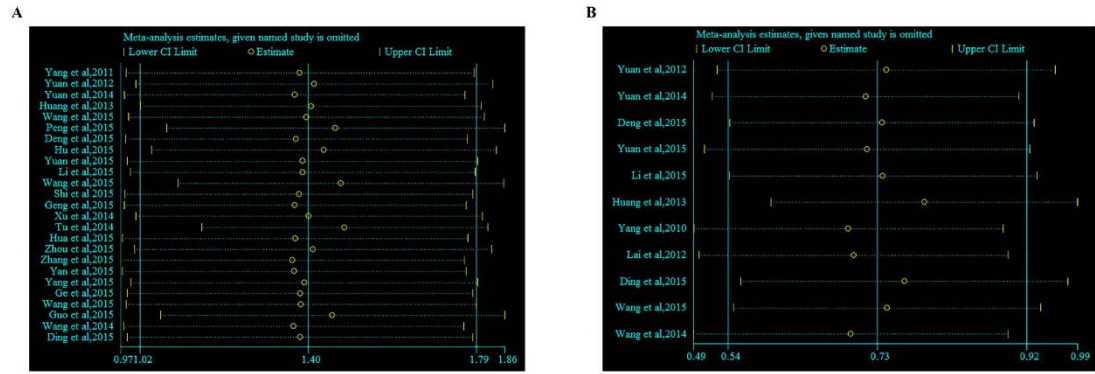 A
Meta-analysis estimates, given named study is omitted
Lower CI Limit Estimate Upper CI Limit
Yang et al,2011
Yuan et al,2012
Yuan et al,2014
Huang et al,2013
Wang et al,2015
Peng et al,2015
Deng et al,2015
Hu et al,2015
Yuan et al,2015
Li et al,2015
Wang et al,2015
Shi et al,2015
Geng et al,2015
Xu et al,2014
Tu et al,2014
Hua et al,2015
Zhou et al,2015
Zhang et al,2015
Yan et al,2015
Yang et al,2015
Ge et al,2015
Wang et al,2015
Guo et al,2015
Wang et al,2014
Ding et al,2015
0.97 1.02 1.40 1.79 1.86
B
Meta-analysis estimates, given named study is omitted
Lower CI Limit Estimate Upper CI Limit
Yuan et al,2012
Yuan et al,2014
Deng et al,2015
Yuan et al,2015
Li et al,2015
Huang et al,2013
Yang et al,2010
Lai et al,2012
Ding et al,2015
Wang et al,2015
Wang et al,2014
0.49 0.54 0.73 0.92 0.99